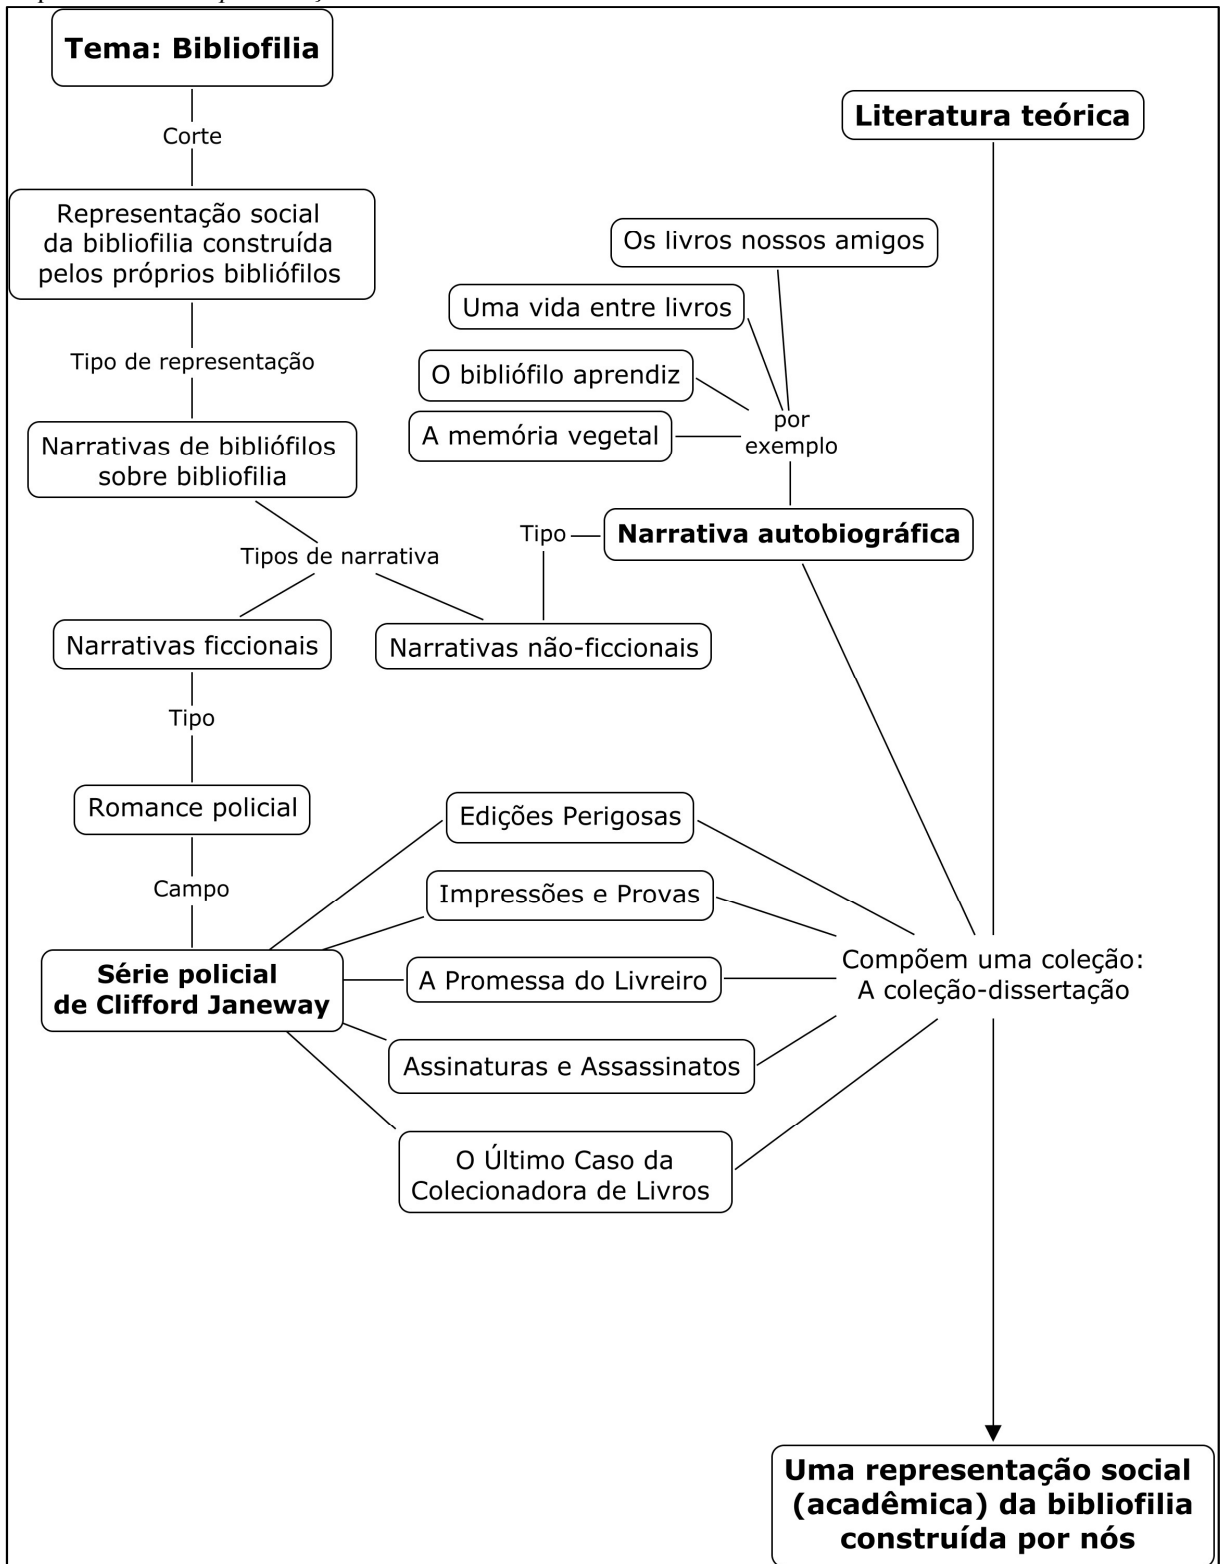 Tema: Bibliofilia
Corte
Representação social
da bibliofilia construída
pelos próprios bibliófilos
Tipo de representação
Narrativas de bibliófilos
sobre bibliofilia
Tipos de narrativa
Narrativas ficcionais
Narrativas não-ficcionais
Tipo
Narrativa autobiográfica
por
exemplo
Os livros nossos amigos
Uma vida entre livros
O bibliófilo aprendiz
A memória vegetal
Literatura teórica
Tipo
Romance policial
Campo
Série policial
de Clifford Janeway
Edições Perigosas
Impressões e Provas
A Promessa do Livreiro
Assinaturas e Assassinatos
O Último Caso da
Colecionadora de Livros
Compõem uma coleção:
A coleção-dissertação
Uma representação social
(acadêmica) da bibliofilia
construída por nós